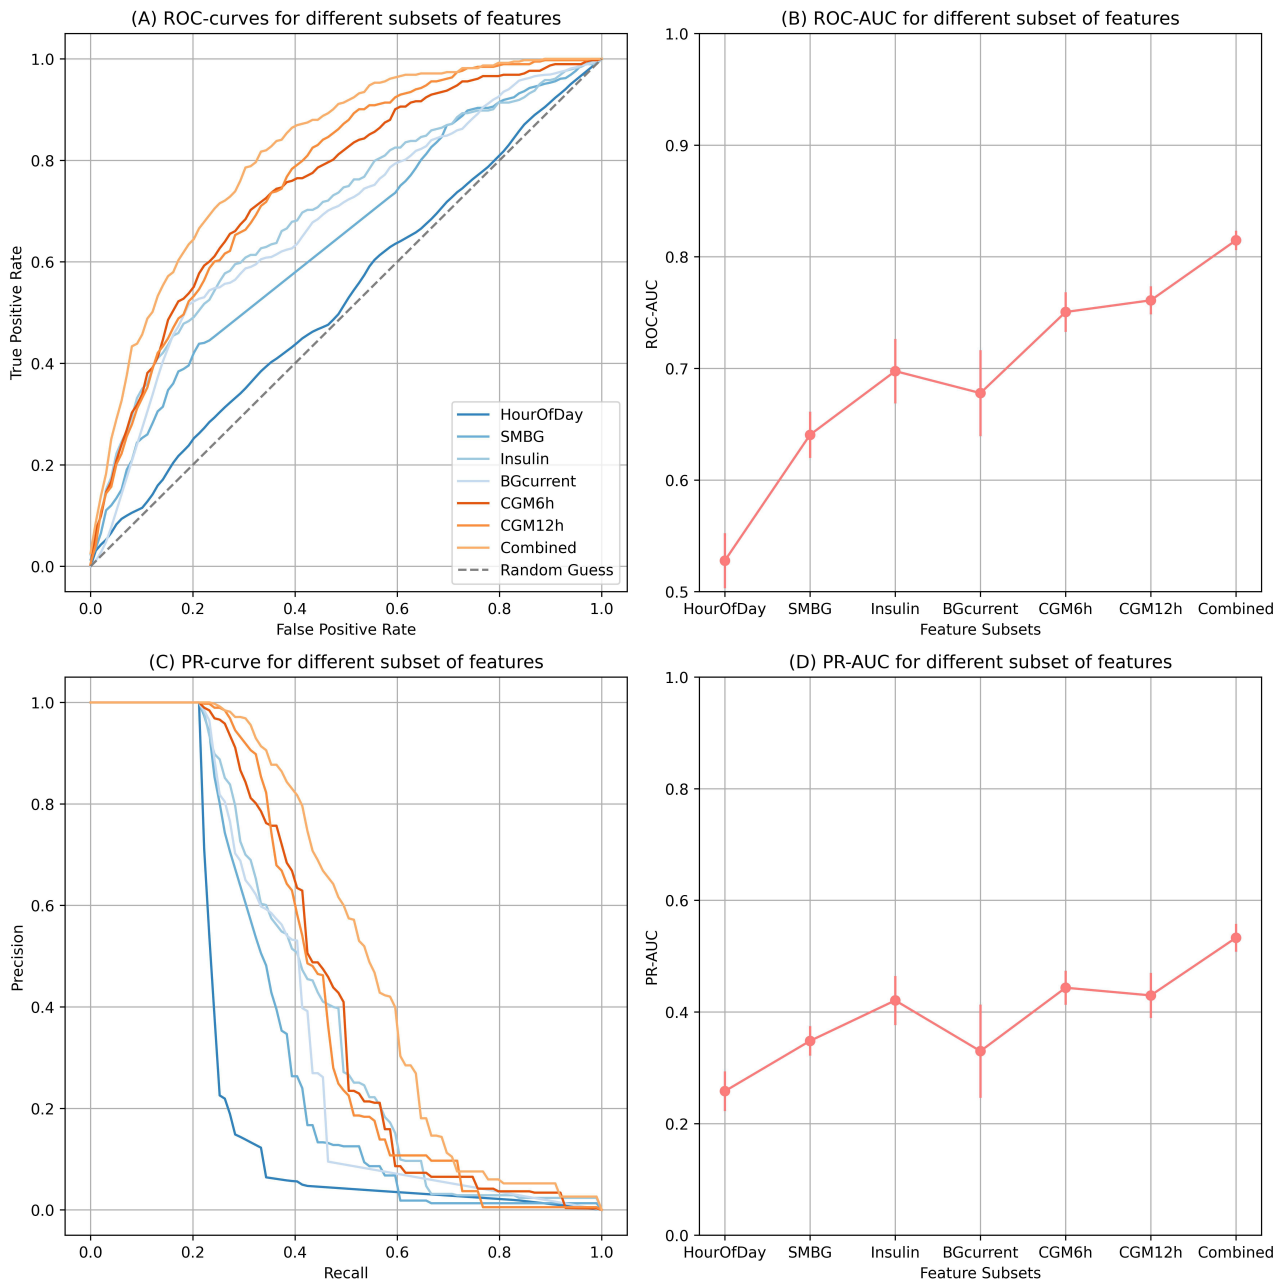 (A) ROC-curves for different subsets of features
1.0
0.8
0.6
0.4
0.2
0.0
True Positive Rate
0.0 0.2 0.4 0.6 0.8 1.0
False Positive Rate
HourOfDay
SMBG
Insulin
BGcurrent
CGM6h
CGM12h
Combined
Random Guess
(B) ROC-AUC for different subset of features
1.0
0.9
0.8
0.7
0.6
0.5
ROC-AUC
HourOfDay SMBG Insulin BGcurrent CGM6h CGM12h Combined
Feature Subsets
(C) PR-curve for different subset of features
1.0
0.8
0.6
0.4
0.2
0.0
Precision
0.0 0.2 0.4 0.6 0.8 1.0
Recall
(D) PR-AUC for different subset of features
1.0
0.8
0.6
0.4
0.2
0.0
PR-AUC
HourOfDay SMBG Insulin BGcurrent CGM6h CGM12h Combined
Feature Subsets